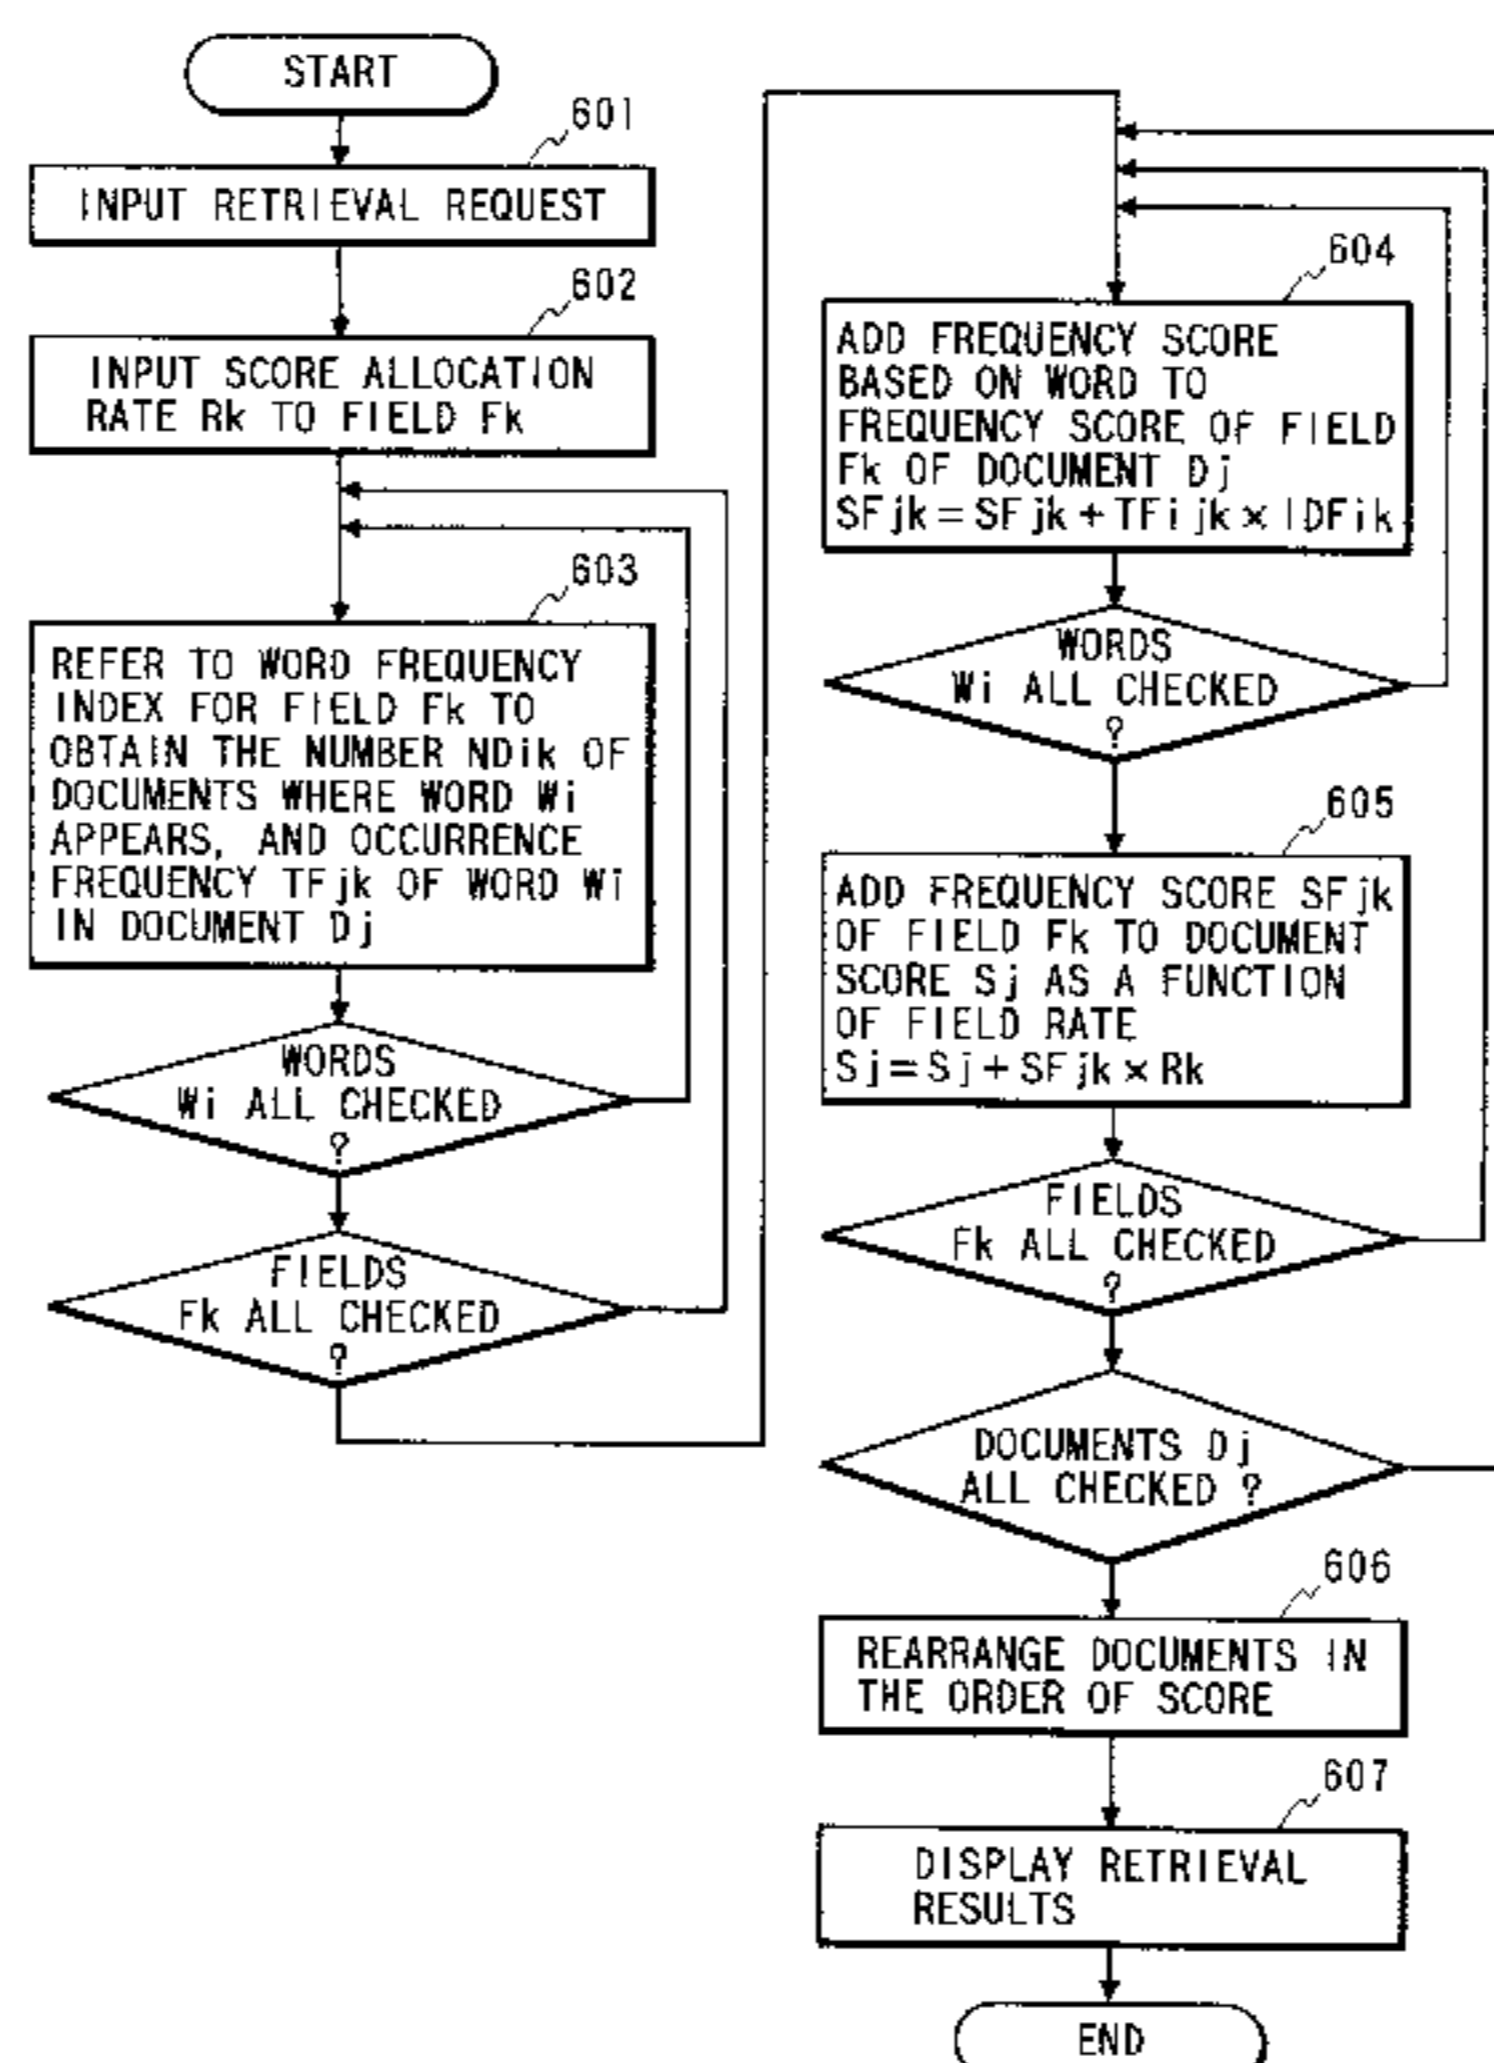 START
601
INPUT RETRIEVAL REQUEST
602
INPUT SCORE ALLOCATION
RATE Rk TO FIELD Fk
603
REFER TO WORD FREQUENCY
INDEX FOR FIELD Fk TO
OBTAIN THE NUMBER NDik OF
DOCUMENTS WHERE WORD Wi
APPEARS, AND OCCURRENCE
FREQUENCY TFjk OF WORD Wi
IN DOCUMENT Dj
WORDS
Wi ALL CHECKED
?
FIELDS
Fk ALL CHECKED
?
604
ADD FREQUENCY SCORE
BASED ON WORD TO
FREQUENCY SCORE OF FIELD
Fk OF DOCUMENT Dj
SFjk=SFjk+TFijk×IDFik
WORDS
Wi ALL CHECKED
?
605
ADD FREQUENCY SCORE SFjk
OF FIELD Fk TO DOCUMENT
SCORE Sj AS A FUNCTION
OF FIELD RATE
Sj=Sj+SFjk×Rk
FIELDS
Fk ALL CHECKED
?
DOCUMENTS Dj
ALL CHECKED ?
606
REARRANGE DOCUMENTS IN
THE ORDER OF SCORE
607
DISPLAY RETRIEVAL
RESULTS
END